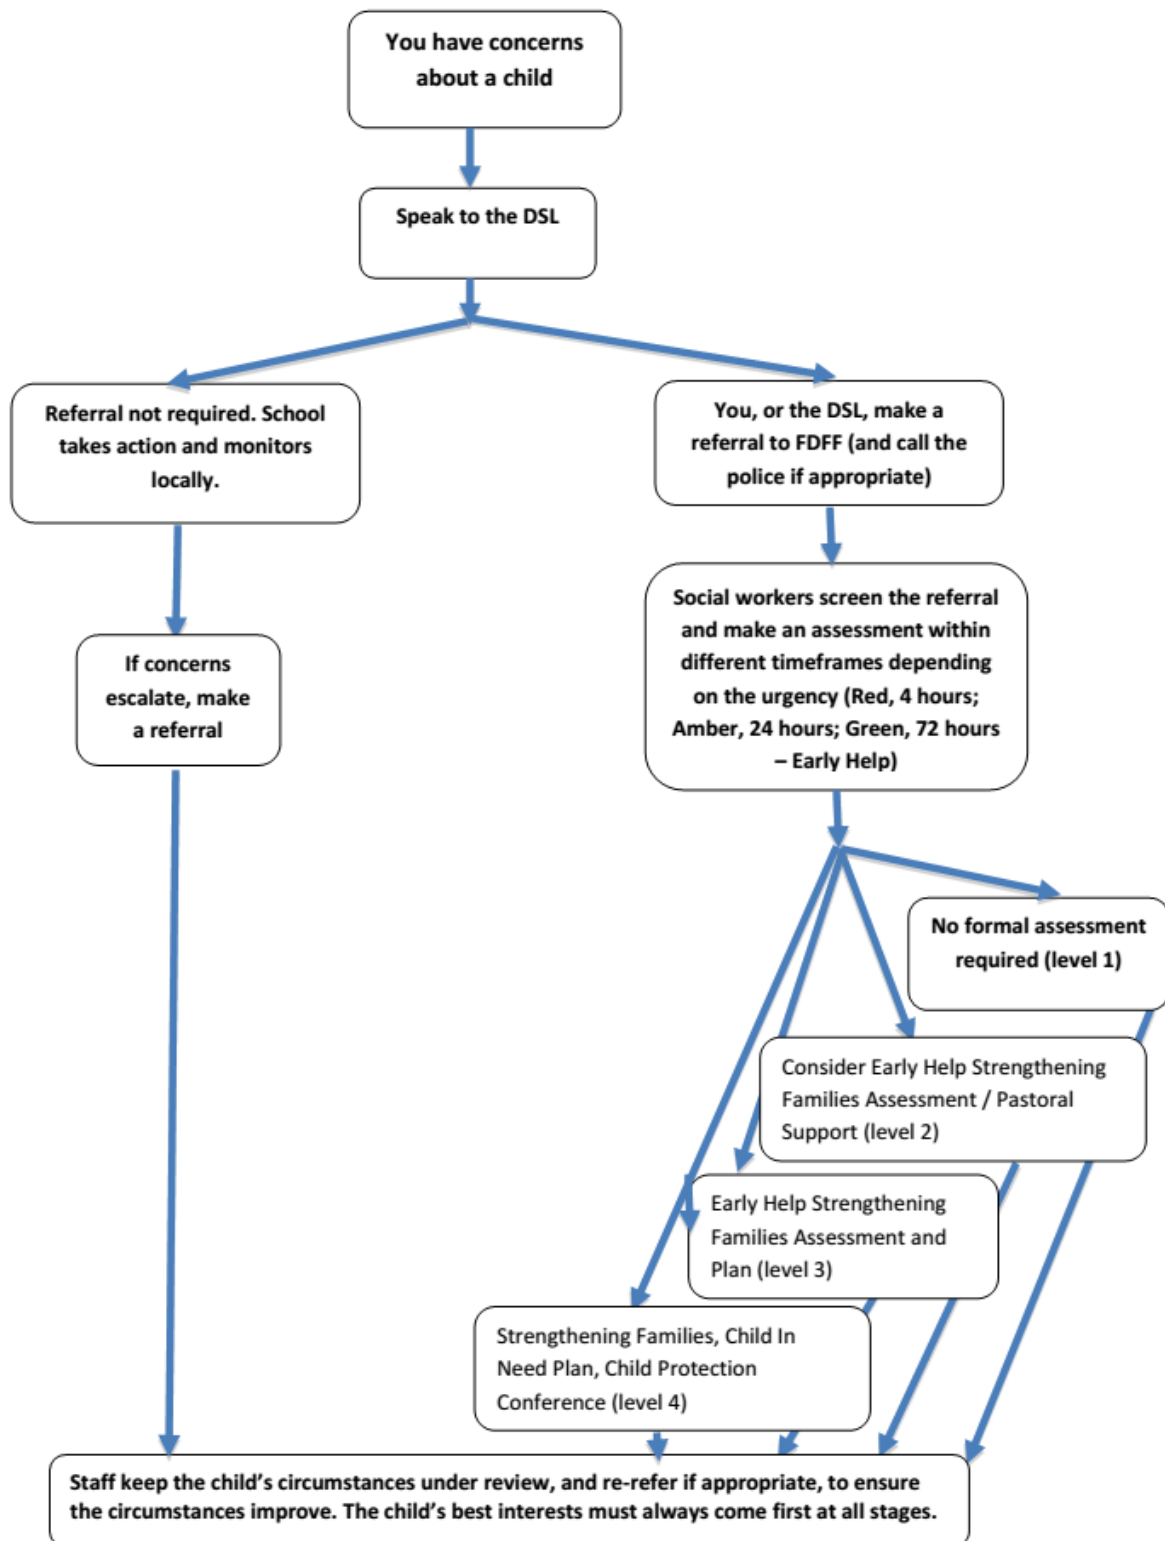 You have concerns
about a child
Speak to the DSL
Referral not required. School
takes action and monitors
locally.
You, or the DSL, make a
referral to FDFF (and call the
police if appropriate)
If concerns
escalate, make
a referral
Social workers screen the referral
and make an assessment within
different timeframes depending
on the urgency (Red, 4 hours;
Amber, 24 hours; Green, 72 hours
– Early Help)
No formal assessment
required (level 1)
Consider Early Help Strengthening
Families Assessment / Pastoral
Support (level 2)
Early Help Strengthening
Families Assessment and
Plan (level 3)
Strengthening Families, Child In
Need Plan, Child Protection
Conference (level 4)
Staff keep the child’s circumstances under review, and re-refer if appropriate, to ensure
the circumstances improve. The child’s best interests must always come first at all stages.